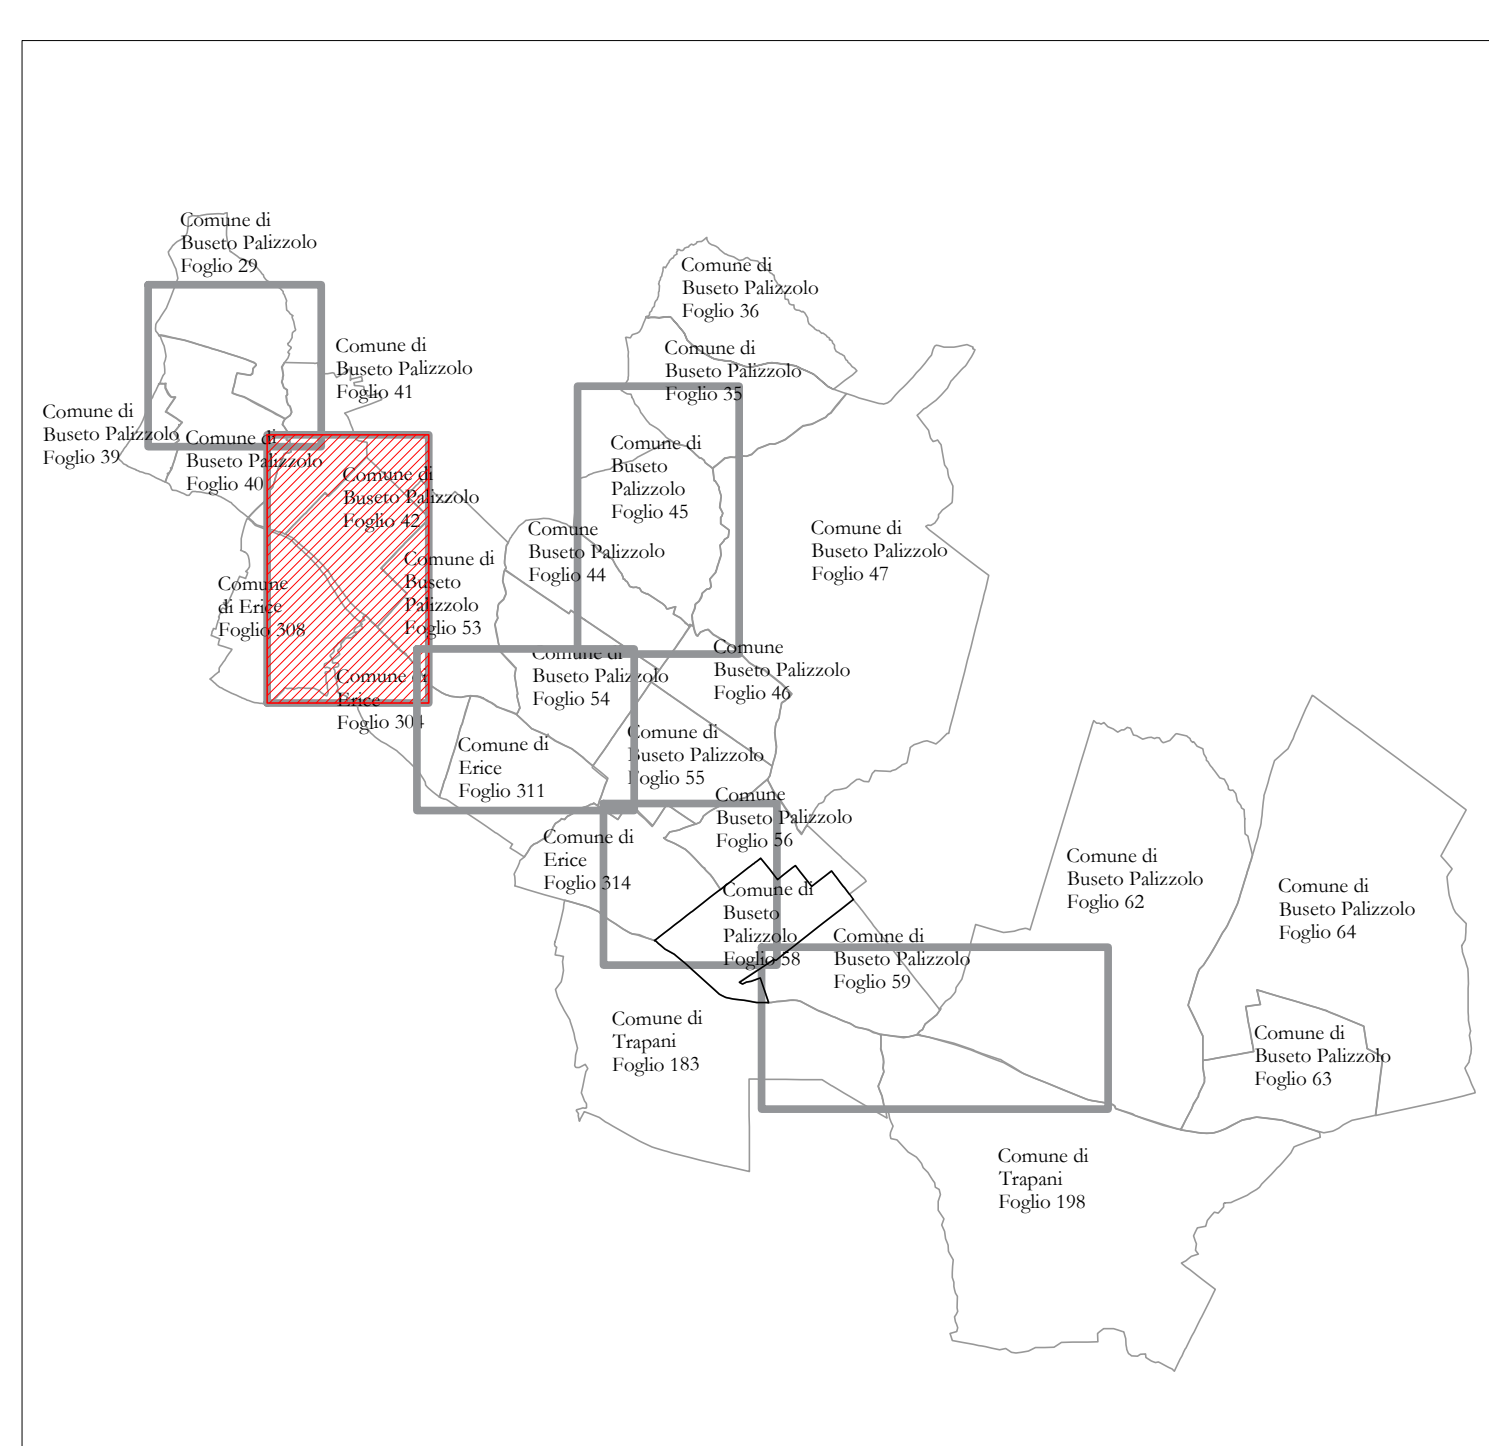 Comune di
Buseto Palizzolo
Foglio 29
Comune di
Buseto Palizzolo
Foglio 36
Comune di
Buseto Palizzolo
Foglio 41
Comune di
Buseto Palizzolo
Foglio 35
Comune di
Buseto Palizzolo
Foglio 39
Comune di
Buseto Palizzolo
Foglio 40
Comune di
Buseto Palizzolo
Foglio 42
Comune di
Buseto
Palizzolo
Foglio 45
Comune
Buseto Palizzolo
Foglio 44
Comune di
Buseto Palizzolo
Foglio 47
Comune di
Buseto
Palizzolo
Foglio 53
Comune
di Erice
Foglio 308
Comune di
Erice
Foglio 304
Comune di
Buseto Palizzolo
Foglio 54
Comune
Buseto Palizzolo
Foglio 46
Comune di
Erice
Foglio 311
Comune di
Buseto Palizzolo
Foglio 55
Comune
Buseto Palizzolo
Foglio 56
Comune di
Erice
Foglio 314
Comune di
Buseto
Palizzolo
Foglio 58
Comune di
Buseto Palizzolo
Foglio 59
Comune di
Buseto Palizzolo
Foglio 62
Comune di
Buseto Palizzolo
Foglio 64
Comune di
Trapani
Foglio 183
Comune di
Buseto Palizzolo
Foglio 63
Comune di
Trapani
Foglio 198